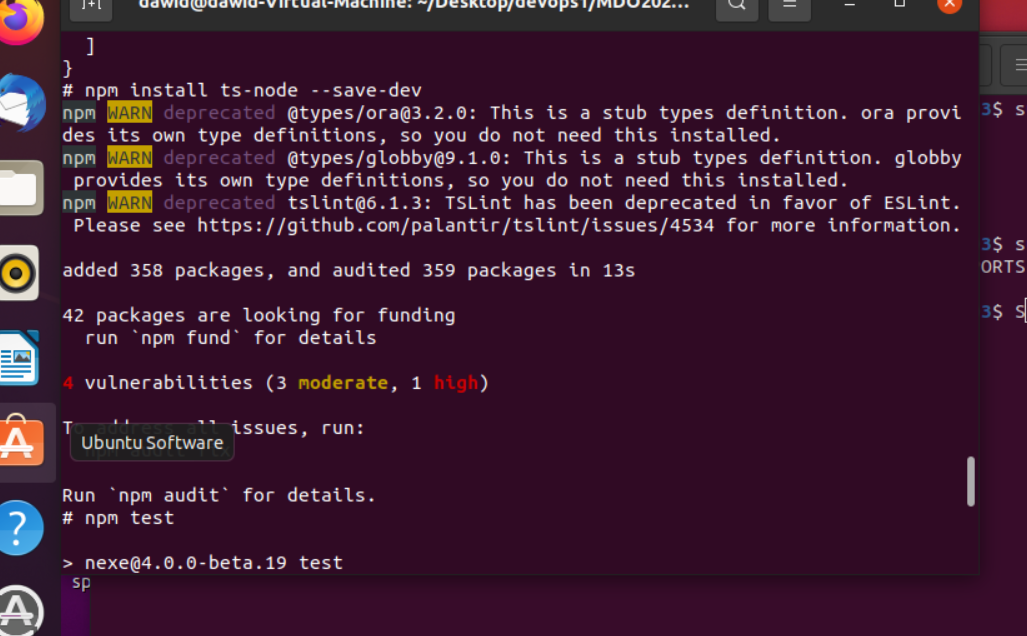 dawid@dawid-Virtual-Machine: ~/Desktop/devops1/MDO202...
]
}
# npm install ts-node --save-dev
npm WARN deprecated @types/ora@3.2.0: This is a stub types definition. ora provi
des its own type definitions, so you do not need this installed.
npm WARN deprecated @types/globby@9.1.0: This is a stub types definition. globby
provides its own type definitions, so you do not need this installed.
npm WARN deprecated tslint@6.1.3: TSLint has been deprecated in favor of ESLint.
Please see https://github.com/palantir/tslint/issues/4534 for more information.
added 358 packages, and audited 359 packages in 13s
42 packages are looking for funding
run `npm fund` for details
4 vulnerabilities (3 moderate, 1 high)
To address all issues, run:
Ubuntu Software
Run `npm audit` for details.
# npm test
> nexe@4.0.0-beta.19 test
sp
3$ s
3$ s
ORTS
3$ S